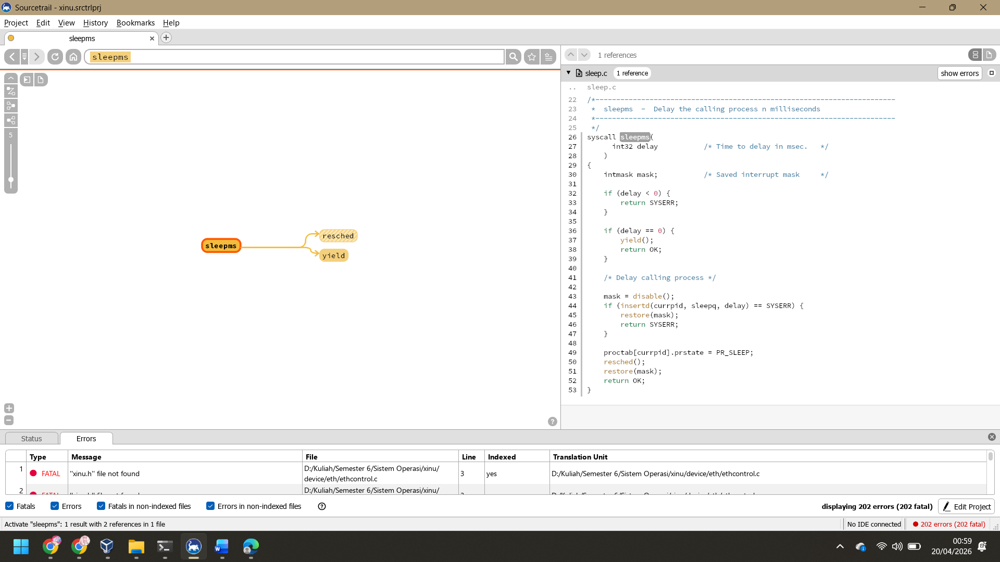 Sourcetrail - xinu.srctrlprj
Project Edit View History Bookmarks Help
sleepms
sleepms
1 references
sleep.c 1 reference show errors
.. sleep.c
22 /*------------------------------------------------------------------------
23  *  sleepms  -  Delay the calling process n milliseconds
24  *------------------------------------------------------------------------
25  */
26 syscall sleepms(
27       int32 delay           /* Time to delay in msec.   */
28     )
29 {
30     intmask mask;           /* Saved interrupt mask     */
31
32     if (delay < 0) {
33         return SYSERR;
34     }
35
36     if (delay == 0) {
37         yield();
38         return OK;
39     }
40
41     /* Delay calling process */
42
43     mask = disable();
44     if (insertd(currpid, sleepq, delay) == SYSERR) {
45         restore(mask);
46         return SYSERR;
47     }
48
49     proctab[currpid].prstate = PR_SLEEP;
50     resched();
51     restore(mask);
52     return OK;
53 }
5
sleepms
resched
yield
?
Status Errors
Type Message File Line Indexed Translation Unit
1 FATAL "xinu.h" file not found D:/Kuliah/Semester 6/Sistem Operasi/xinu/
device/eth/ethcontrol.c 3 yes D:/Kuliah/Semester 6/Sistem Operasi/xinu/device/eth/ethcontrol.c
2 D:/Kuliah/Semester 6/Sistem Operasi/xinu/
Fatals Errors Fatals in non-indexed files Errors in non-indexed files ?
displaying 202 errors (202 fatal) Edit Project
Activate "sleepms": 1 result with 2 references in 1 file
No IDE connected 202 errors (202 fatal)
00:59
20/04/2026